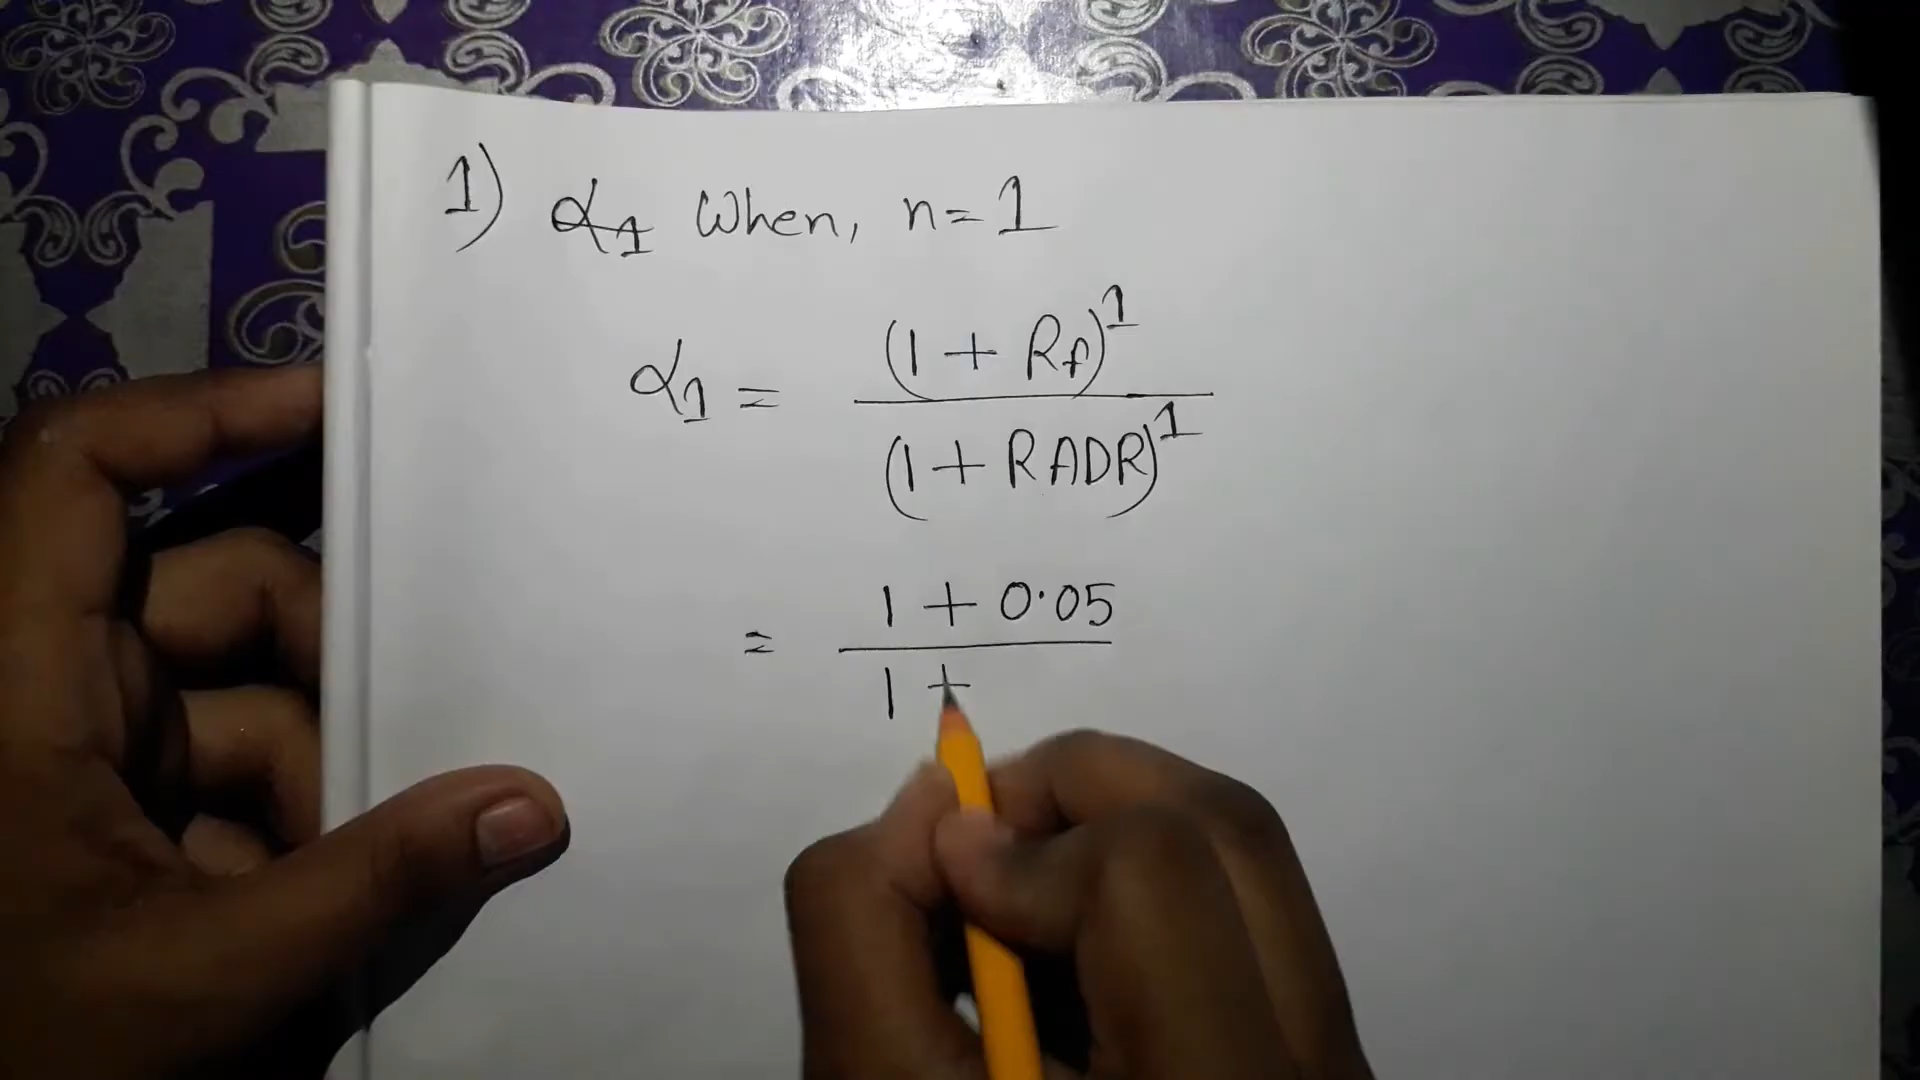 1) α1 When, n=1
α1 = (1 + Rf)^1 / (1 + RADR)^1
= 1 + 0.05 / 1 +